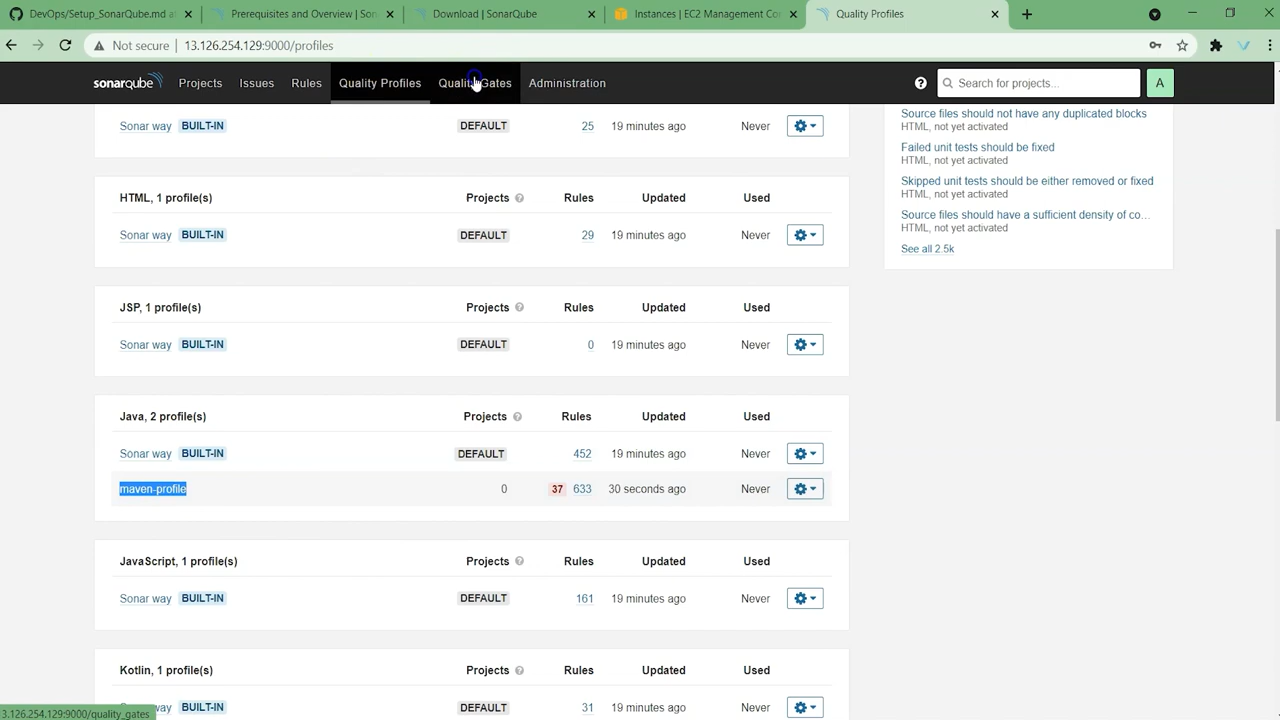 DevOps/Setup_SonarQube.md at
Prerequisites and Overview | Son
Download | SonarQube
Instances | EC2 Management Co
Quality Profiles
Not secure | 13.126.254.129:9000/profiles
sonarqube Projects Issues Rules Quality Profiles Quality Gates Administration Search for projects... A
Sonar way BUILT-IN DEFAULT 25 19 minutes ago Never
HTML, 1 profile(s) Projects Rules Updated Used
Sonar way BUILT-IN DEFAULT 29 19 minutes ago Never
JSP, 1 profile(s) Projects Rules Updated Used
Sonar way BUILT-IN DEFAULT 0 19 minutes ago Never
Java, 2 profile(s) Projects Rules Updated Used
Sonar way BUILT-IN DEFAULT 452 19 minutes ago Never
maven-profile 0 37 633 30 seconds ago Never
JavaScript, 1 profile(s) Projects Rules Updated Used
Sonar way BUILT-IN DEFAULT 161 19 minutes ago Never
Kotlin, 1 profile(s) Projects Rules Updated Used
way BUILT-IN DEFAULT 31 19 minutes ago Never
Source files should not have any duplicated blocks
HTML, not yet activated
Failed unit tests should be fixed
HTML, not yet activated
Skipped unit tests should be either removed or fixed
HTML, not yet activated
Source files should have a sufficient density of co...
HTML, not yet activated
See all 2.5k
3.126.254.129:9000/quality_gates